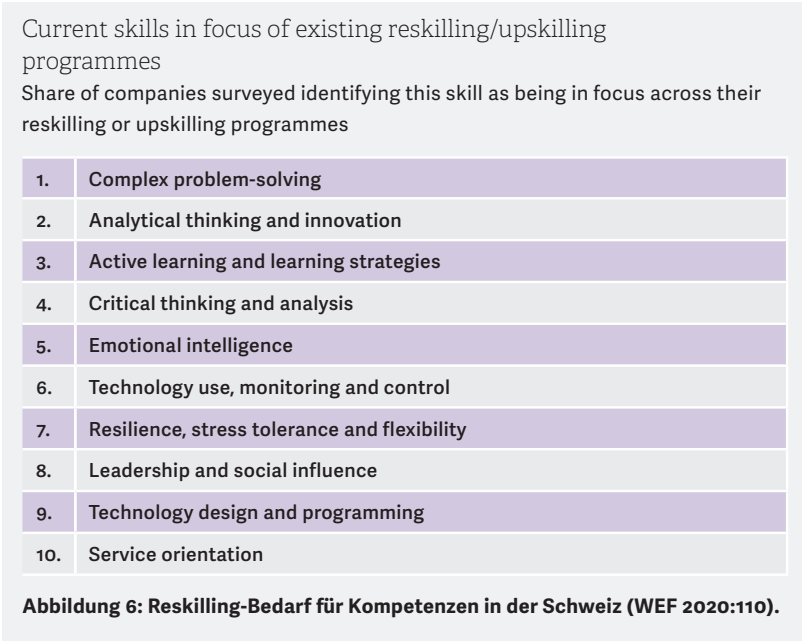 Current skills in focus of existing reskilling/upskilling
programmes
Share of companies surveyed identifying this skill as being in focus across their
reskilling or upskilling programmes
1. Complex problem-solving
2. Analytical thinking and innovation
3. Active learning and learning strategies
4. Critical thinking and analysis
5. Emotional intelligence
6. Technology use, monitoring and control
7. Resilience, stress tolerance and flexibility
8. Leadership and social influence
9. Technology design and programming
10. Service orientation
Abbildung 6: Reskilling-Bedarf für Kompetenzen in der Schweiz (WEF 2020:110).